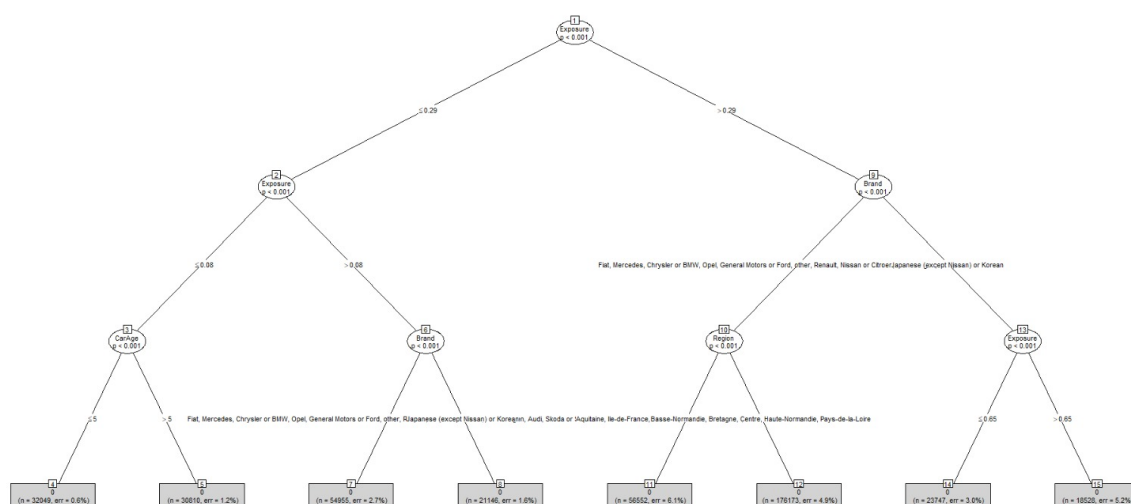 1
Exposure
p < 0.001
≤ 0.29
> 0.29
2
Exposure
p < 0.001
9
Brand
p < 0.001
≤ 0.08
> 0.08
Fiat, Mercedes, Chrysler or BMW, Opel, General Motors or Ford, other, Renault, Nissan or Citroen
Japanese (except Nissan) or Korean
3
CarAge
p < 0.001
6
Brand
p < 0.001
10
Region
p < 0.001
13
Exposure
p < 0.001
≤ 5
> 5
Fiat, Mercedes, Chrysler or BMW, Opel, General Motors or Ford, other,
Japanese (except Nissan) or Korean, Audi, Skoda or
Aquitaine, Ile-de-France,
Basse-Normandie, Bretagne, Centre, Haute-Normandie, Pays-de-la-Loire
≤ 0.65
> 0.65
4
0
(n = 32049, err = 0.6%)
5
0
(n = 30810, err = 1.2%)
7
0
(n = 54955, err = 2.7%)
8
0
(n = 21146, err = 1.6%)
11
0
(n = 56552, err = 6.1%)
12
0
(n = 176173, err = 4.9%)
14
0
(n = 23747, err = 3.0%)
15
0
(n = 18528, err = 5.2%)